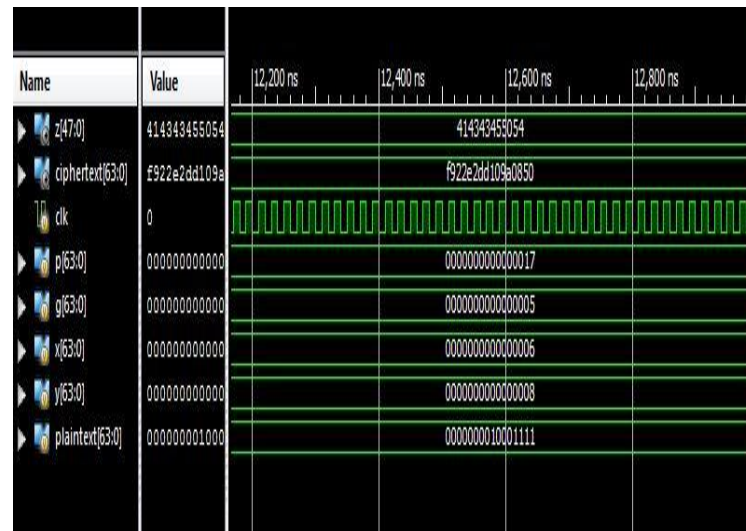 Name Value 12,200 ns 12,400 ns 12,600 ns 12,800 ns
z[47:0] 414343455054 414343455054
ciphertext[63:0] f922e2dd109a f922e2dd109a0850
clk 0
p[63:0] 000000000000 0000000000000017
g[63:0] 000000000000 0000000000000005
x[63:0] 000000000000 0000000000000006
y[63:0] 000000000000 0000000000000008
plaintext[63:0] 000000001000 0000000010001111